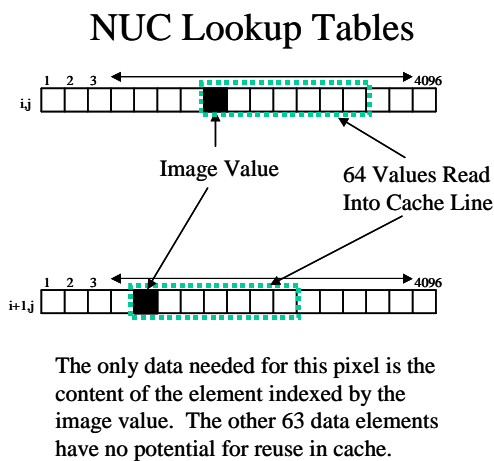 NUC Lookup Tables
1 2 3 4096
i,j
Image Value
64 Values Read
Into Cache Line
1 2 3 4096
i+1,j
The only data needed for this pixel is the
content of the element indexed by the
image value. The other 63 data elements
have no potential for reuse in cache.